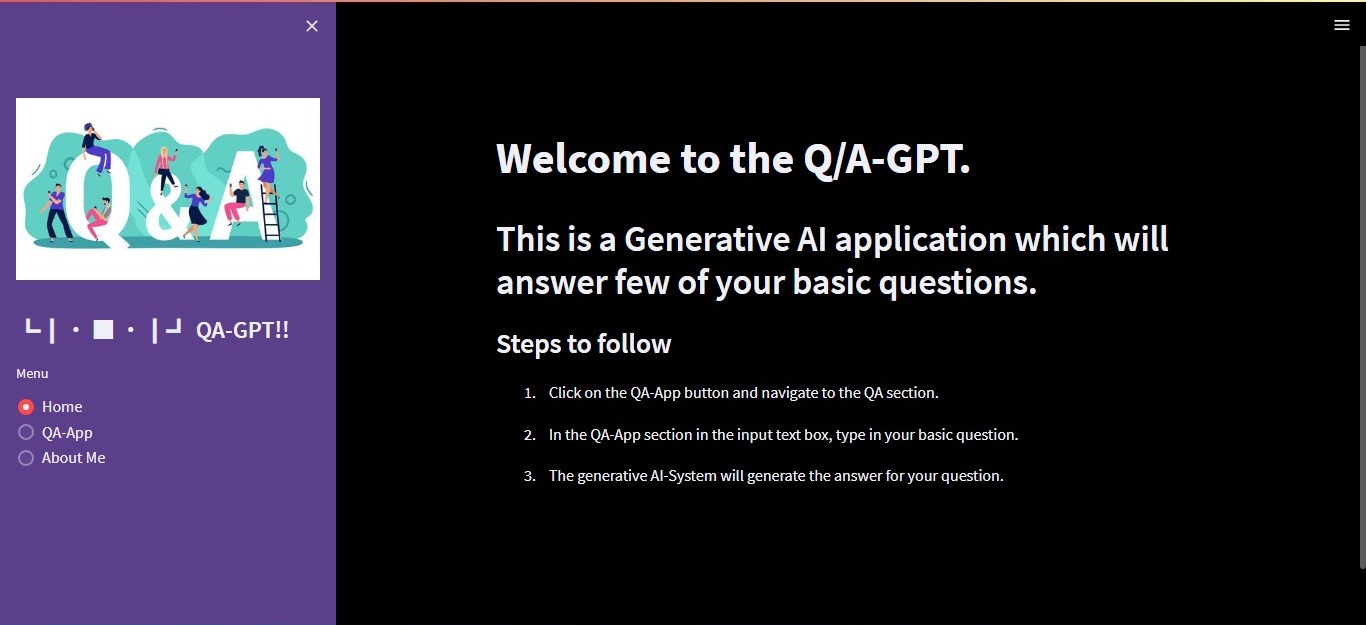 Q&A
┗| ・ ■ ・ |┛ QA-GPT!!
Menu
Home
QA-App
About Me
Welcome to the Q/A-GPT.
This is a Generative AI application which will
answer few of your basic questions.
Steps to follow
1. Click on the QA-App button and navigate to the QA section.
2. In the QA-App section in the input text box, type in your basic question.
3. The generative AI-System will generate the answer for your question.